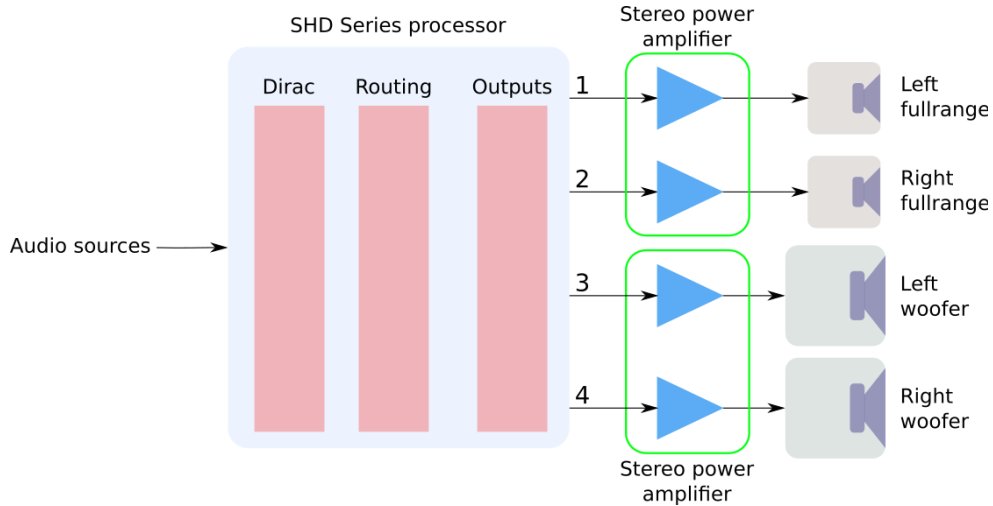 SHD Series processor
Stereo power
amplifier
Dirac
Routing
Outputs
1
2
3
4
Left
fullrange
Right
fullrange
Audio sources
Left
woofer
Right
woofer
Stereo power
amplifier